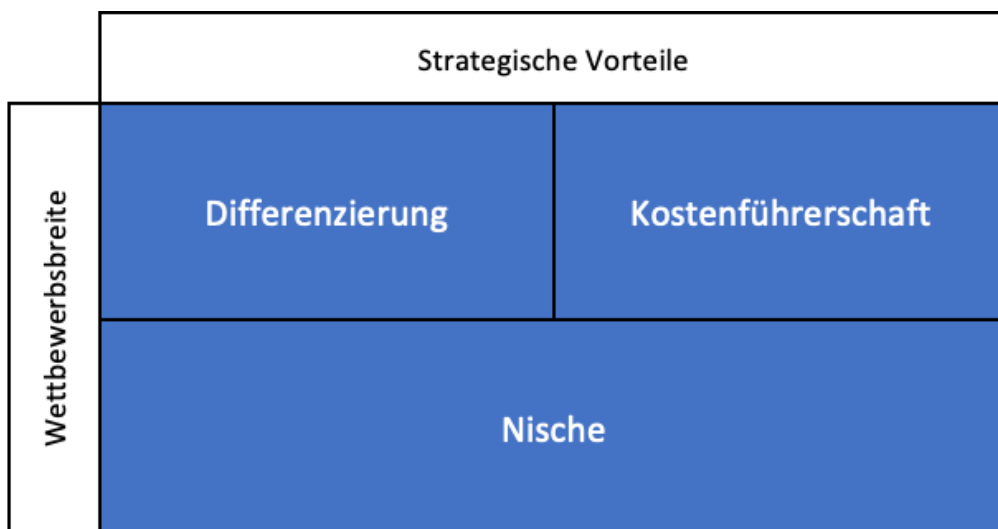 Strategische Vorteile
Wettbewerbsbreite
Differenzierung
Kostenführerschaft
Nische